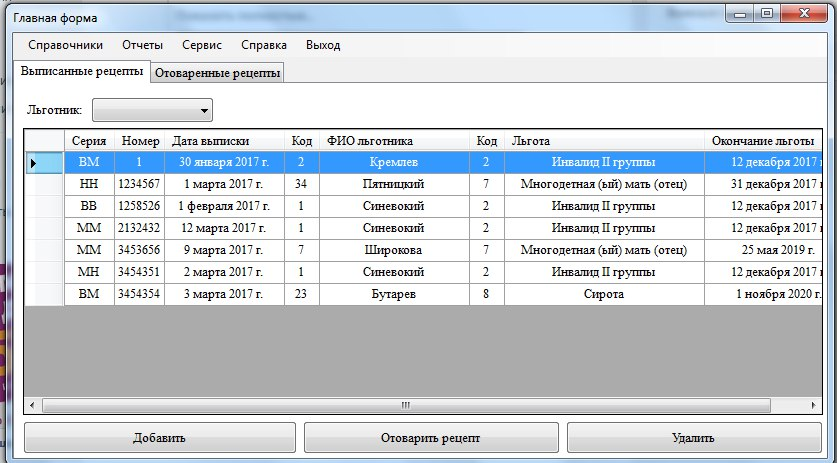 Главная форма
Справочники Отчеты Сервис Справка Выход
Выписанные рецепты Отоваренные рецепты
Льготник:
Серия Номер Дата выписки Код ФИО льготника Код Льгота Окончание льготы
ВМ 1 30 января 2017 г. 2 Кремлев 2 Инвалид II группы 12 декабря 2017
НН 1234567 1 марта 2017 г. 34 Пятницкий 7 Многодетная (ый) мать (отец) 31 декабря 2017
ВВ 1258526 1 февраля 2017 г. 1 Синевокий 2 Инвалид II группы 12 декабря 2017
ММ 2132432 12 марта 2017 г. 1 Синевокий 2 Инвалид II группы 12 декабря 2017
ММ 3453656 9 марта 2017 г. 7 Широкова 7 Многодетная (ый) мать (отец) 25 мая 2019 г.
МН 3454351 2 марта 2017 г. 1 Синевокий 2 Инвалид II группы 12 декабря 2017
ВМ 3454354 3 марта 2017 г. 23 Бутарев 8 Сирота 1 ноября 2020 г.
Добавить Отоварить рецепт Удалить